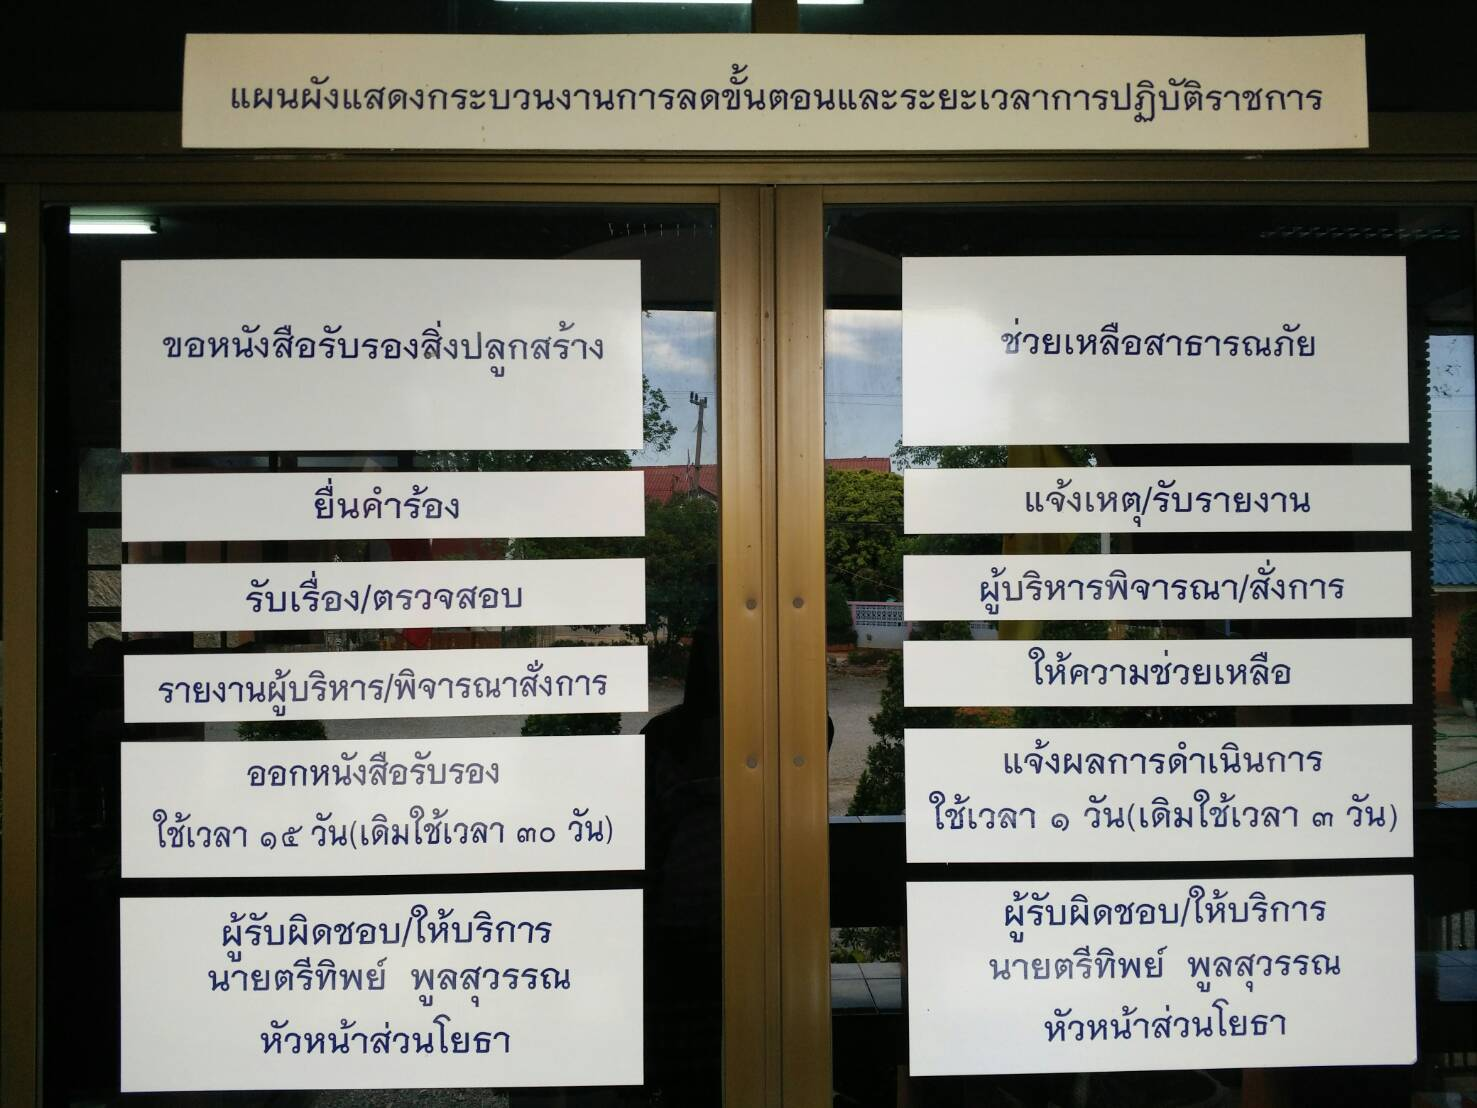 แผนผังแสดงกระบวนงานการลดขั้นตอนและระยะเวลาการปฏิบัติราชการ
ขอหนังสือรับรองสิ่งปลูกสร้าง
ยื่นคำร้อง
รับเรื่อง/ตรวจสอบ
รายงานผู้บริหาร/พิจารณาสั่งการ
ออกหนังสือรับรอง
ใช้เวลา ๑๕ วัน(เดิมใช้เวลา ๓๐ วัน)
ผู้รับผิดชอบ/ให้บริการ
นายตรีทิพย์ พูลสุวรรณ
หัวหน้าส่วนโยธา
ช่วยเหลือสาธารณภัย
แจ้งเหตุ/รับรายงาน
ผู้บริหารพิจารณา/สั่งการ
ให้ความช่วยเหลือ
แจ้งผลการดำเนินการ
ใช้เวลา ๑ วัน(เดิมใช้เวลา ๓ วัน)
ผู้รับผิดชอบ/ให้บริการ
นายตรีทิพย์ พูลสุวรรณ
หัวหน้าส่วนโยธา